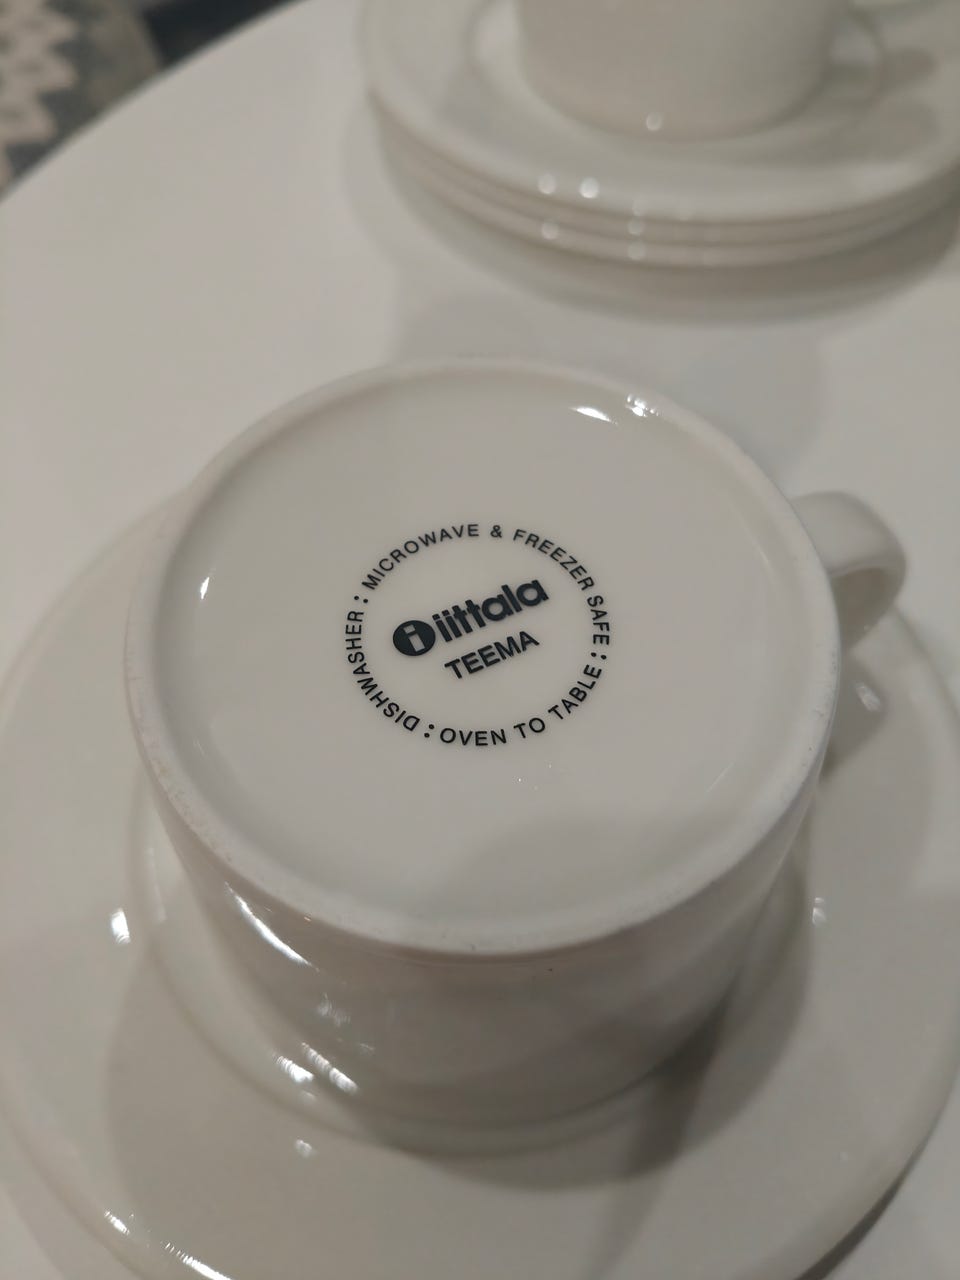 MICROWAVE & FREEZER SAFE : OVEN TO TABLE : DISHWASHER :
i iittala
TEEMA